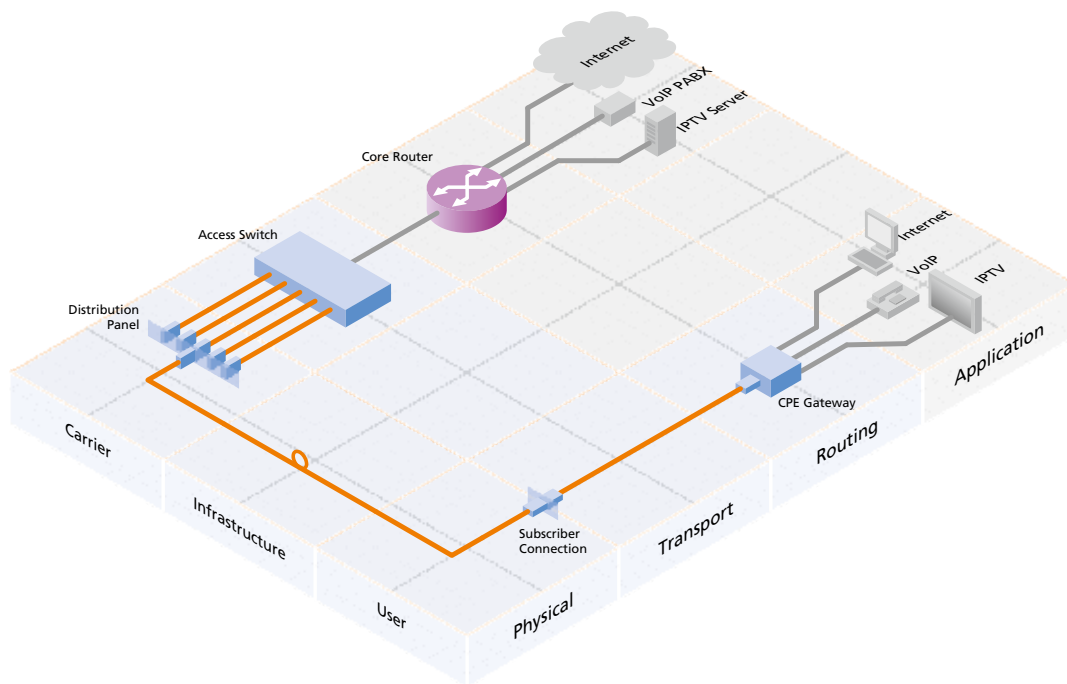 Internet
VoIP PABX
IPTV Server
Core Router
Access Switch
Distribution
Panel
Internet
VoIP
IPTV
CPE Gateway
Subscriber
Connection
Carrier
Infrastructure
User
Physical
Transport
Routing
Application